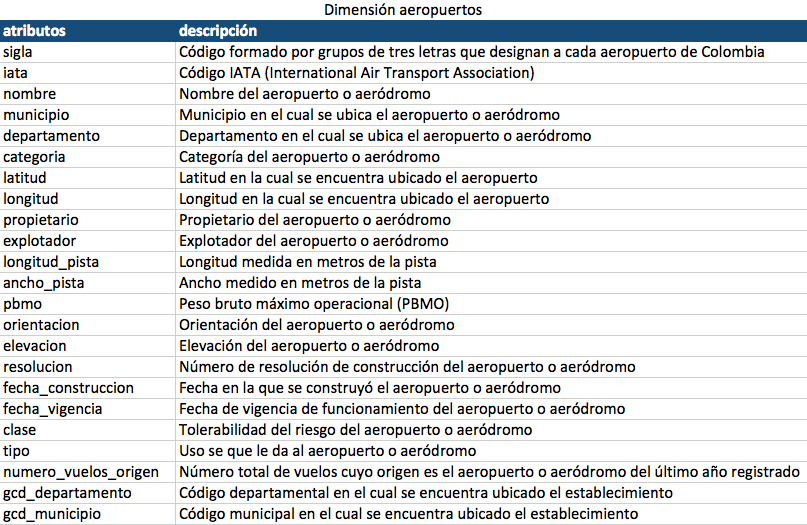 Dimensión aeropuertos
atributos descripción
sigla Código formado por grupos de tres letras que designan a cada aeropuerto de Colombia
iata Código IATA (International Air Transport Association)
nombre Nombre del aeropuerto o aeródromo
municipio Municipio en el cual se ubica el aeropuerto o aeródromo
departamento Departamento en el cual se ubica el aeropuerto o aeródromo
categoria Categoría del aeropuerto o aeródromo
latitud Latitud en la cual se encuentra ubicado el aeropuerto
longitud Longitud en la cual se encuentra ubicado el aeropuerto
propietario Propietario del aeropuerto o aeródromo
explotador Explotador del aeropuerto o aeródromo
longitud_pista Longitud medida en metros de la pista
ancho_pista Ancho medido en metros de la pista
pbmo Peso bruto máximo operacional (PBMO)
orientacion Orientación del aeropuerto o aeródromo
elevacion Elevación del aeropuerto o aeródromo
resolucion Número de resolución de construcción del aeropuerto o aeródromo
fecha_construccion Fecha en la que se construyó el aeropuerto o aeródromo
fecha_vigencia Fecha de vigencia de funcionamiento del aeropuerto o aeródromo
clase Tolerabilidad del riesgo del aeropuerto o aeródromo
tipo Uso se que le da al aeropuerto o aeródromo
numero_vuelos_origen Número total de vuelos cuyo origen es el aeropuerto o aeródromo del último año registrado
gcd_departamento Código departamental en el cual se encuentra ubicado el establecimiento
gcd_municipio Código municipal en el cual se encuentra ubicado el establecimiento